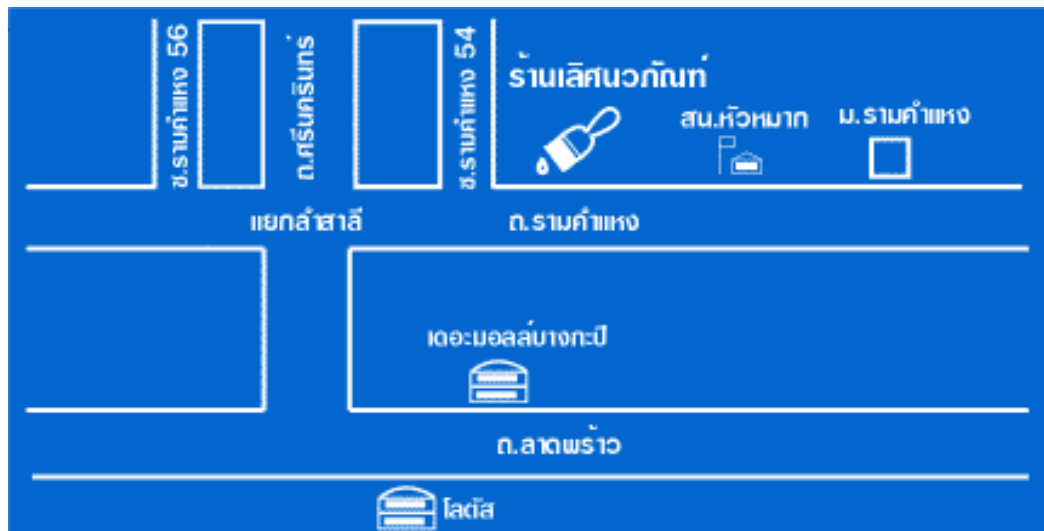 ซ.รามคำแหง 56
ถ.ศรีนครินทร์
ซ.รามคำแหง 54
ร้านเลิศนวภัณฑ์
สน.หัวหมาก
ม.รามคำแหง
แยกลำสาลี
ถ.รามคำแหง
เดอะมอลล์บางกะปิ
ถ.ลาดพร้าว
โลตัส